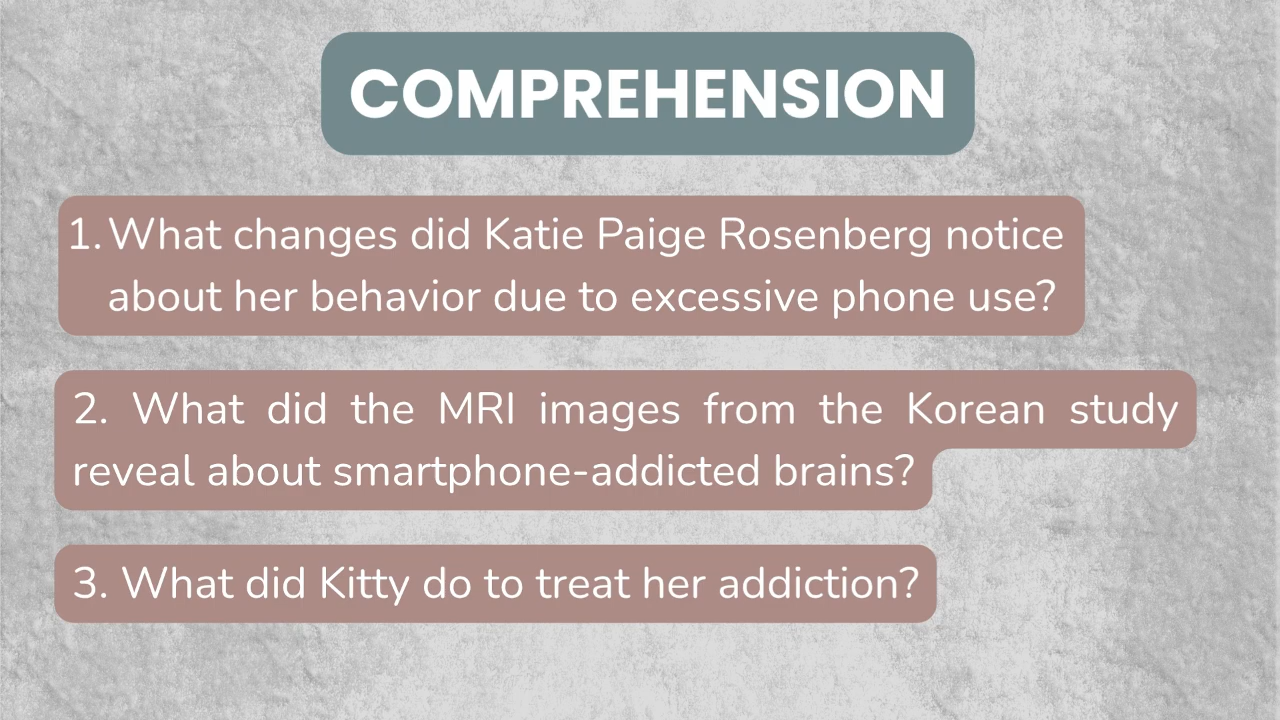 COMPREHENSION
1. What changes did Katie Paige Rosenberg notice
about her behavior due to excessive phone use?
2. What did the MRI images from the Korean study
reveal about smartphone-addicted brains?
3. What did Kitty do to treat her addiction?